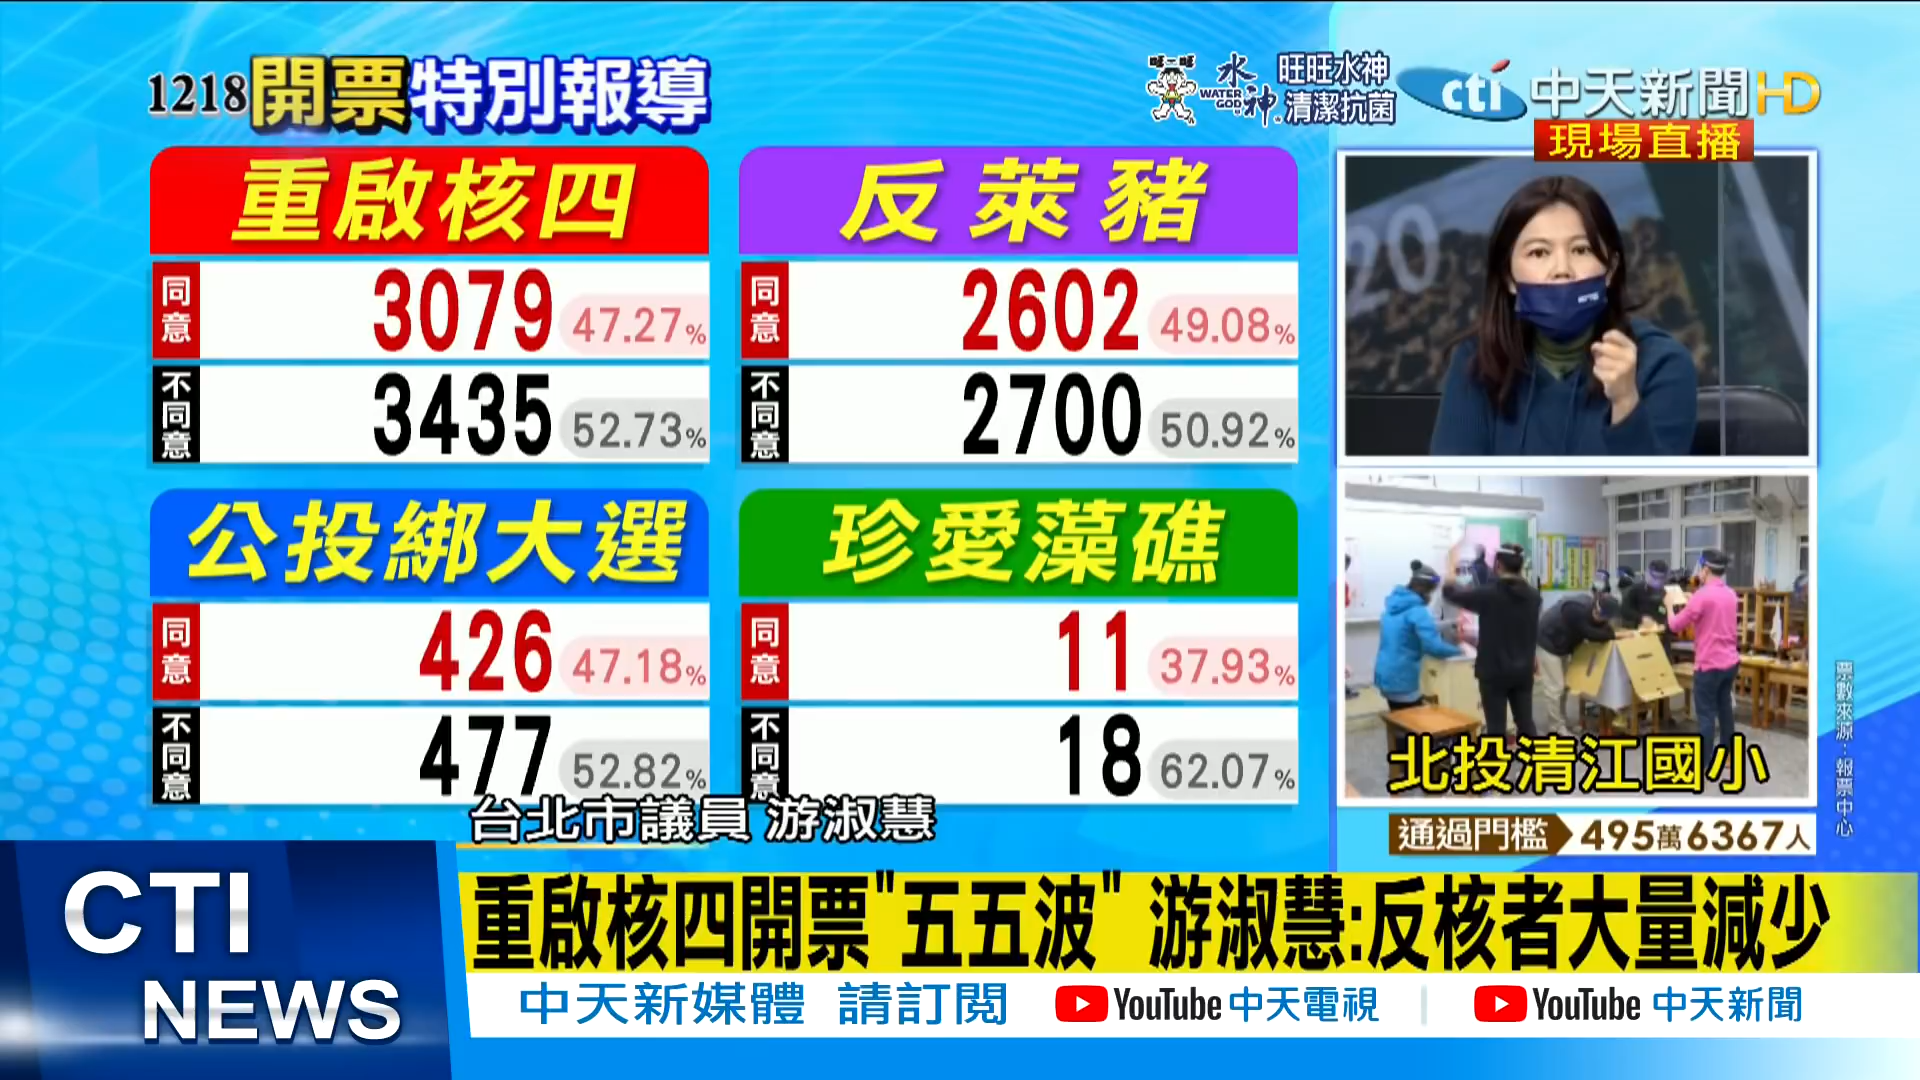 1218開票特別報導
旺旺
水神
WATER GOD
旺旺水神
清潔抗菌
cti 中天新聞HD
現場直播
重啟核四
同意 3079 47.27%
不同意 3435 52.73%
反萊豬
同意 2602 49.08%
不同意 2700 50.92%
公投綁大選
同意 426 47.18%
不同意 477 52.82%
珍愛藻礁
同意 11 37.93%
不同意 18 62.07%
20
北投清江國小
通過門檻 495萬6367人
票數來源：報票中心
台北市議員 游淑慧
CTI
NEWS
重啟核四開票"五五波" 游淑慧:反核者大量減少
中天新媒體 請訂閱 YouTube 中天電視 | YouTube 中天新聞